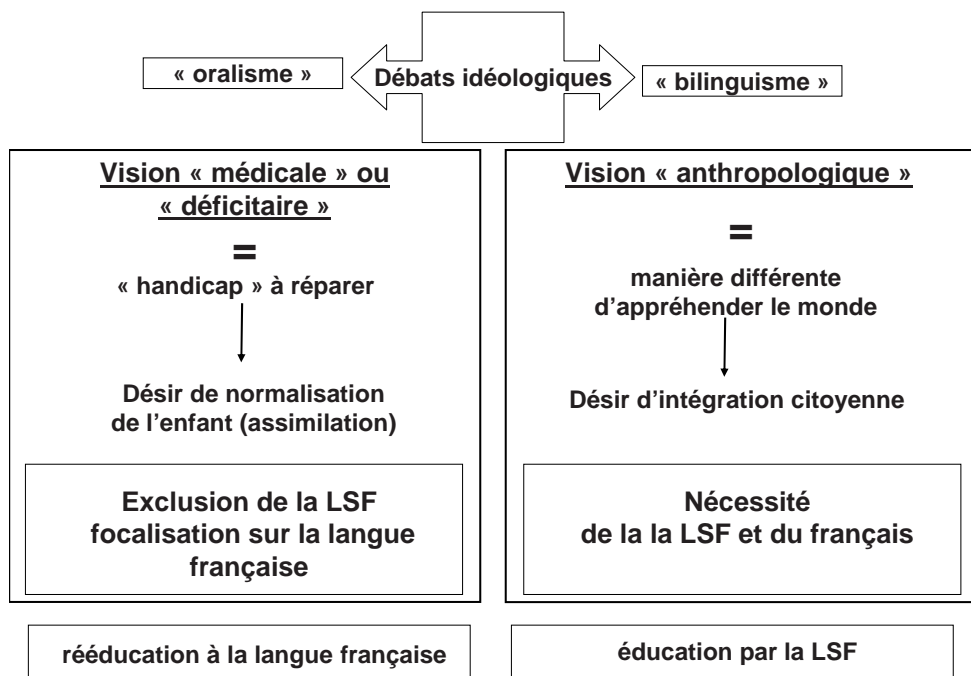 « oralisme »
Débats idéologiques
« bilinguisme »
Vision « médicale » ou
« déficitaire »
=
« handicap » à réparer
Désir de normalisation
de l’enfant (assimilation)
Exclusion de la LSF
focalisation sur la langue
française
rééducation à la langue française
Vision « anthropologique »
=
manière différente
d’appréhender le monde
Désir d’intégration citoyenne
Nécessité
de la la LSF et du français
éducation par la LSF